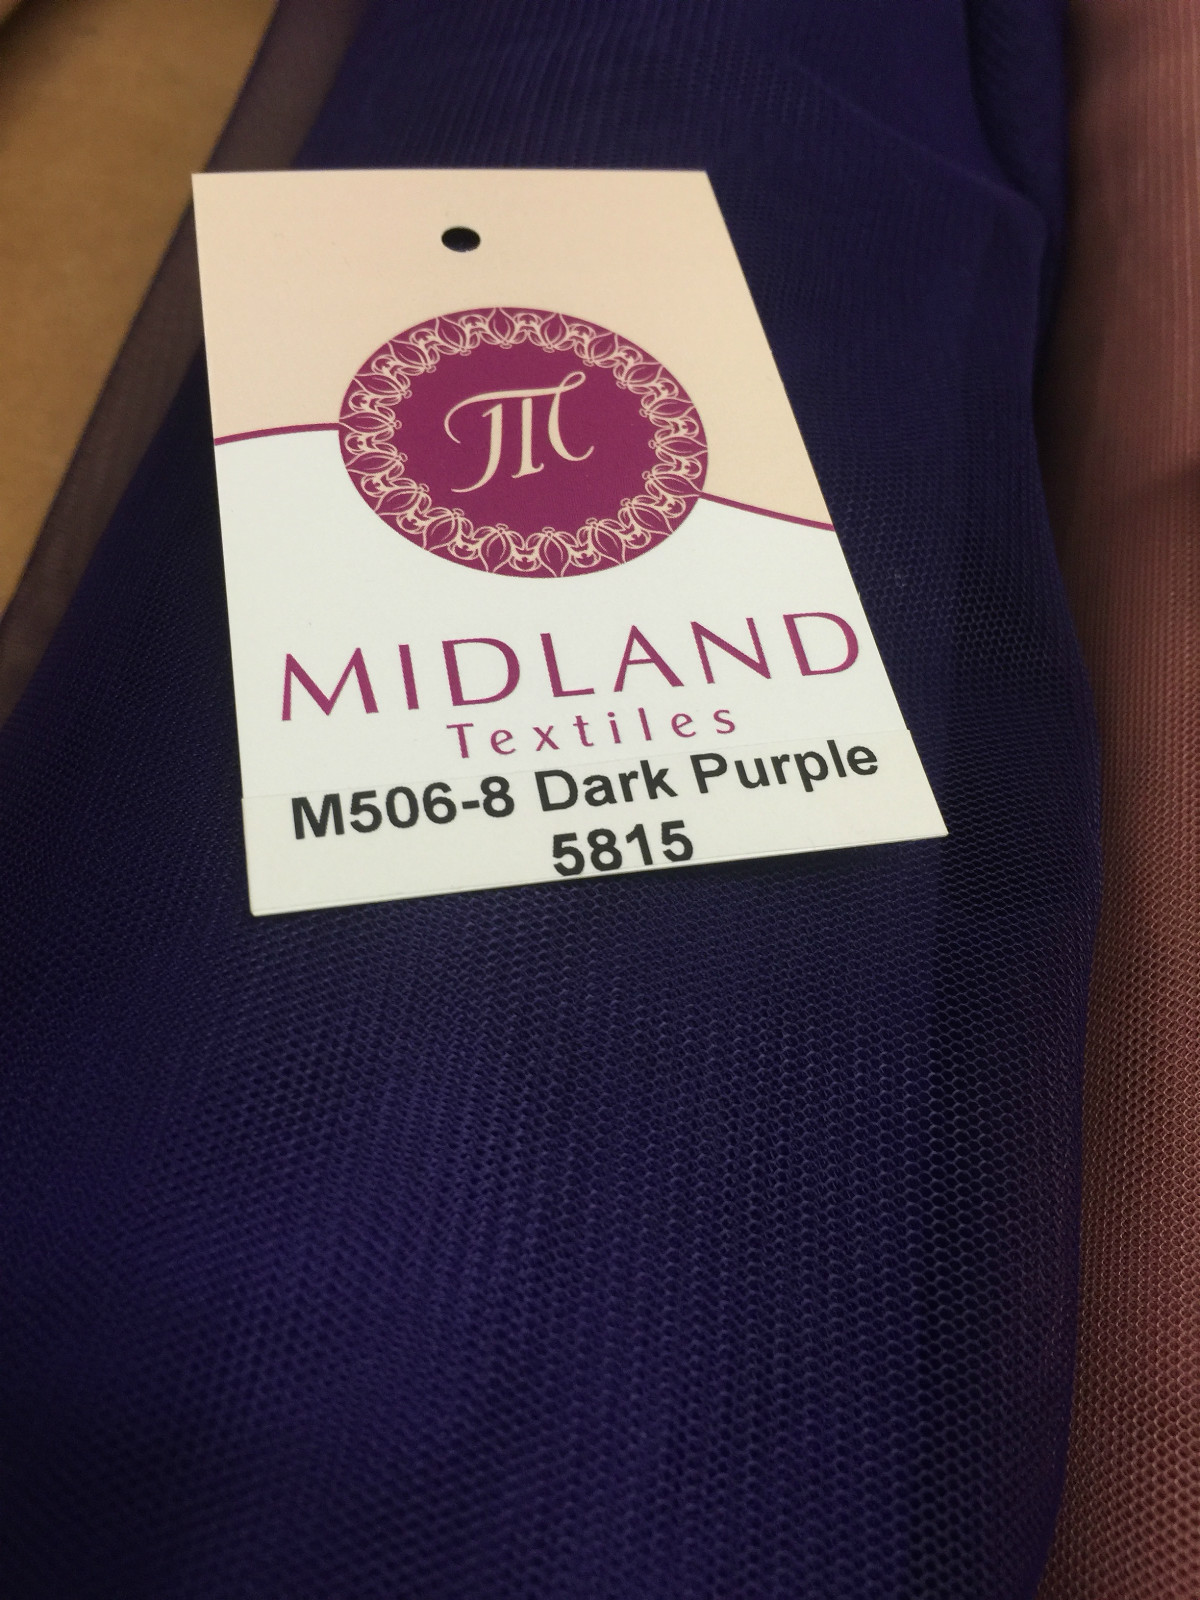 MIDLAND
Textiles
M506-8 Dark Purple
5815